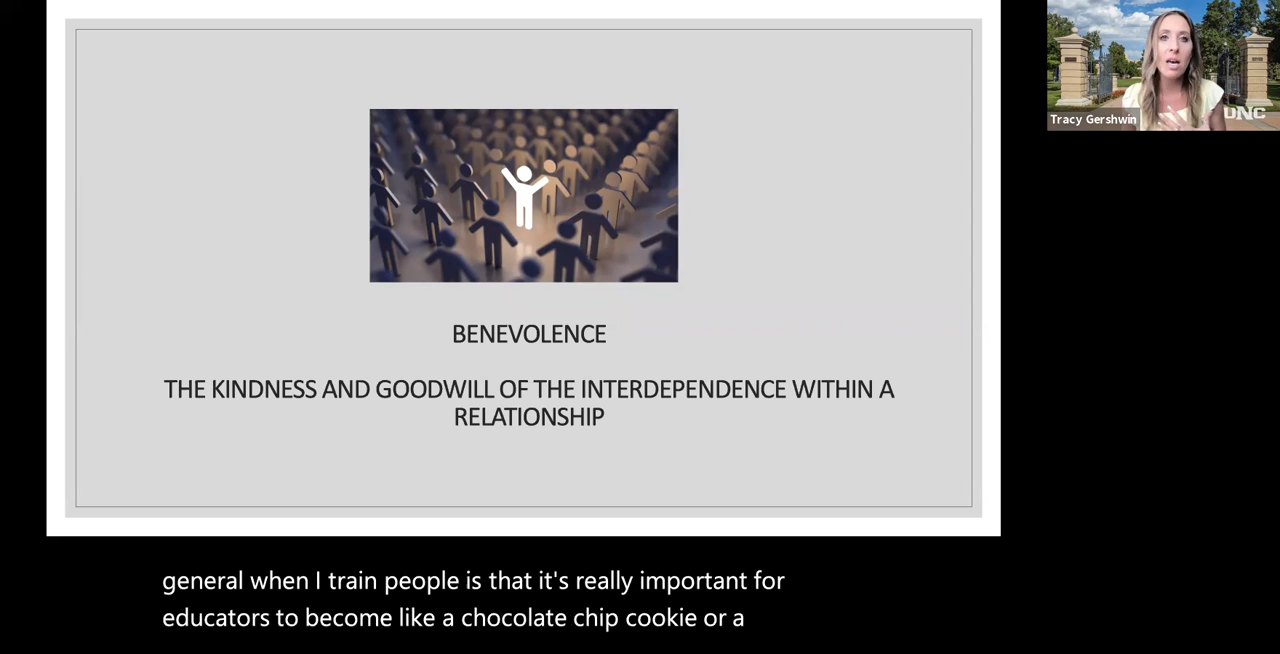 BENEVOLENCE
THE KINDNESS AND GOODWILL OF THE INTERDEPENDENCE WITHIN A
RELATIONSHIP
Tracy Gershwin
UNC
general when I train people is that it's really important for
educators to become like a chocolate chip cookie or a